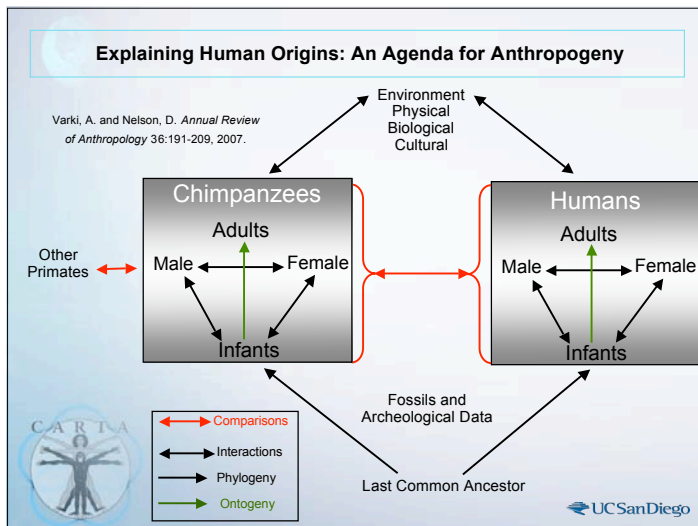 Explaining Human Origins: An Agenda for Anthropogeny
Varki, A. and Nelson, D. Annual Review
of Anthropology 36:191-209, 2007.
Environment
Physical
Biological
Cultural
Chimpanzees
Adults
Male
Female
Infants
Humans
Adults
Male
Female
Infants
Other
Primates
Fossils and
Archeological Data
Last Common Ancestor
Comparisons
Interactions
Phylogeny
Ontogeny
CARTA
UCSanDiego